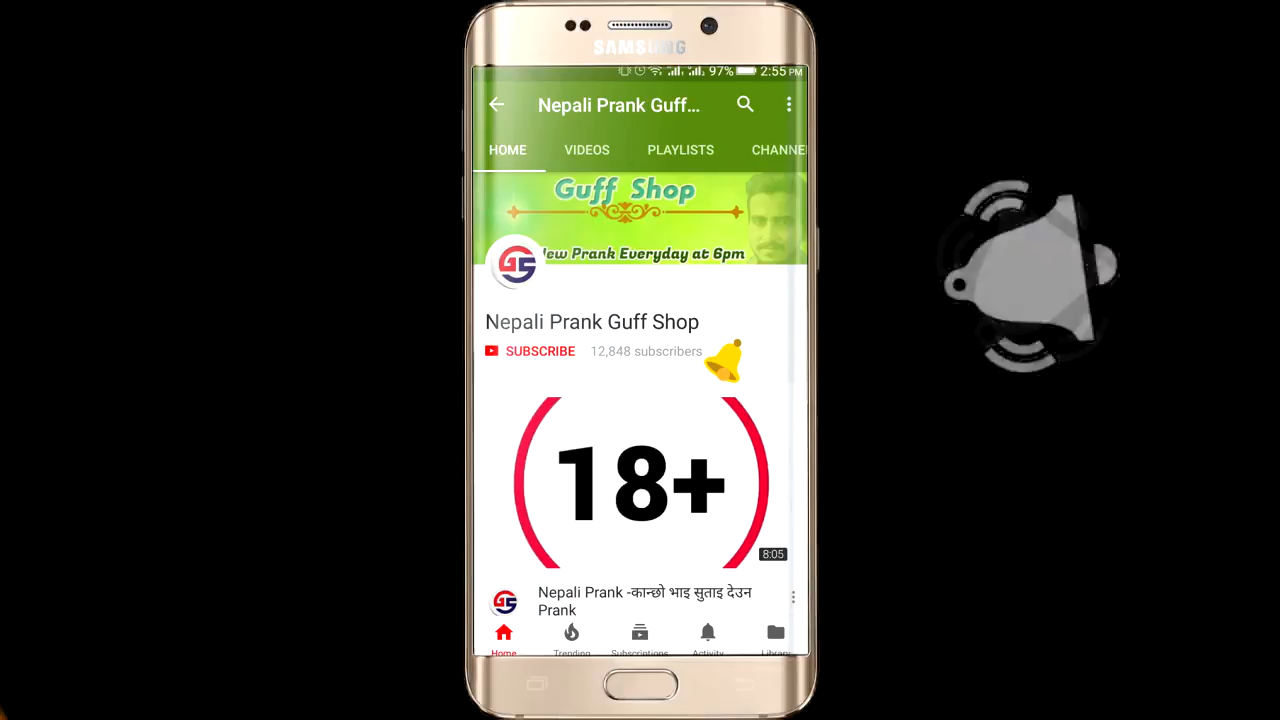 SAMSUNG
97% 2:55 PM
Nepali Prank Guff...
HOME VIDEOS PLAYLISTS CHANNE
Guff Shop
New Prank Everyday at 6pm
GS
Nepali Prank Guff Shop
SUBSCRIBE 12,848 subscribers
18+
8:05
Nepali Prank -कान्छो भाइ सुताइ देउन
Prank
Home Trending Subscriptions Activity Library